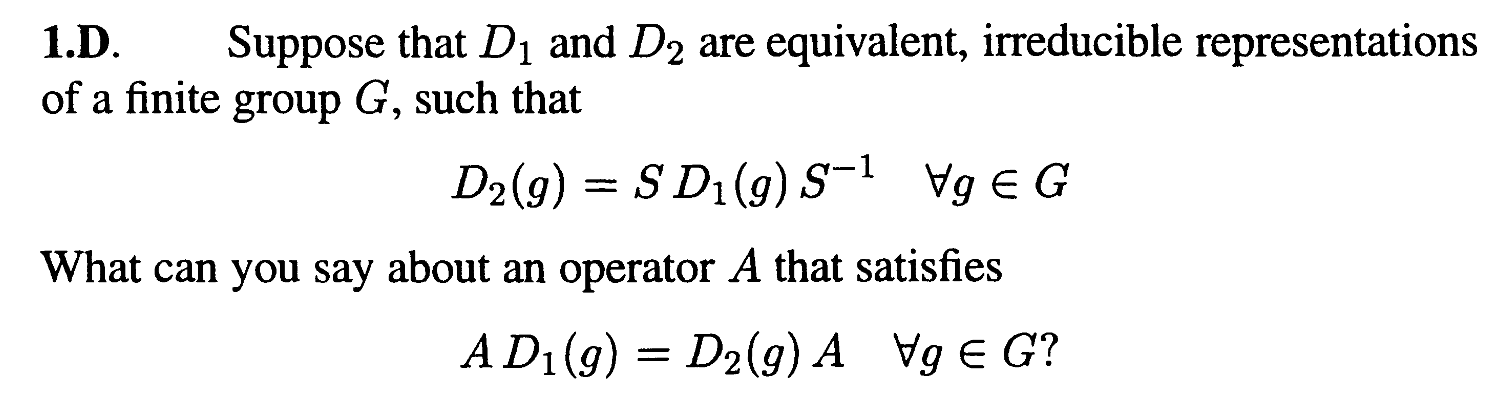 1.D. Suppose that D₁ and D₂ are equivalent, irreducible representations
of a finite group G, such that
D₂(g) = S D₁(g) S⁻¹ ∀g ∈ G
What can you say about an operator A that satisfies
A D₁(g) = D₂(g) A ∀g ∈ G?